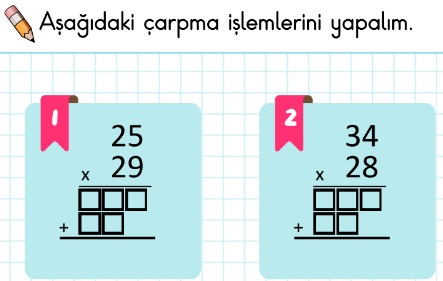 Aşağıdaki çarpma işlemlerini yapalım.
1
25
x 29
+
2
34
x 28
+